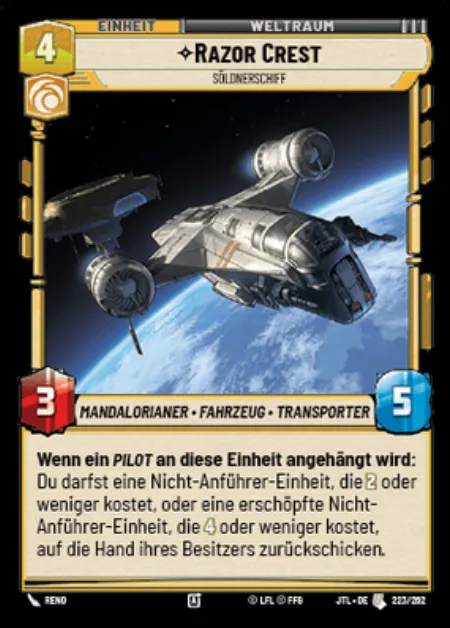 EINHEIT
WELTRAUM
4
✧RAZOR CREST
SÖLDNERSCHIFF
3
MANDALORIANER • FAHRZEUG • TRANSPORTER
5
Wenn ein PILOT an diese Einheit angehängt wird:
Du darfst eine Nicht-Anführer-Einheit, die 2 oder
weniger kostet, oder eine erschöpfte Nicht-
Anführer-Einheit, die 4 oder weniger kostet,
auf die Hand ihres Besitzers zurückschicken.
RENO
A
© LFL © FFG
JTL • DE
223/262